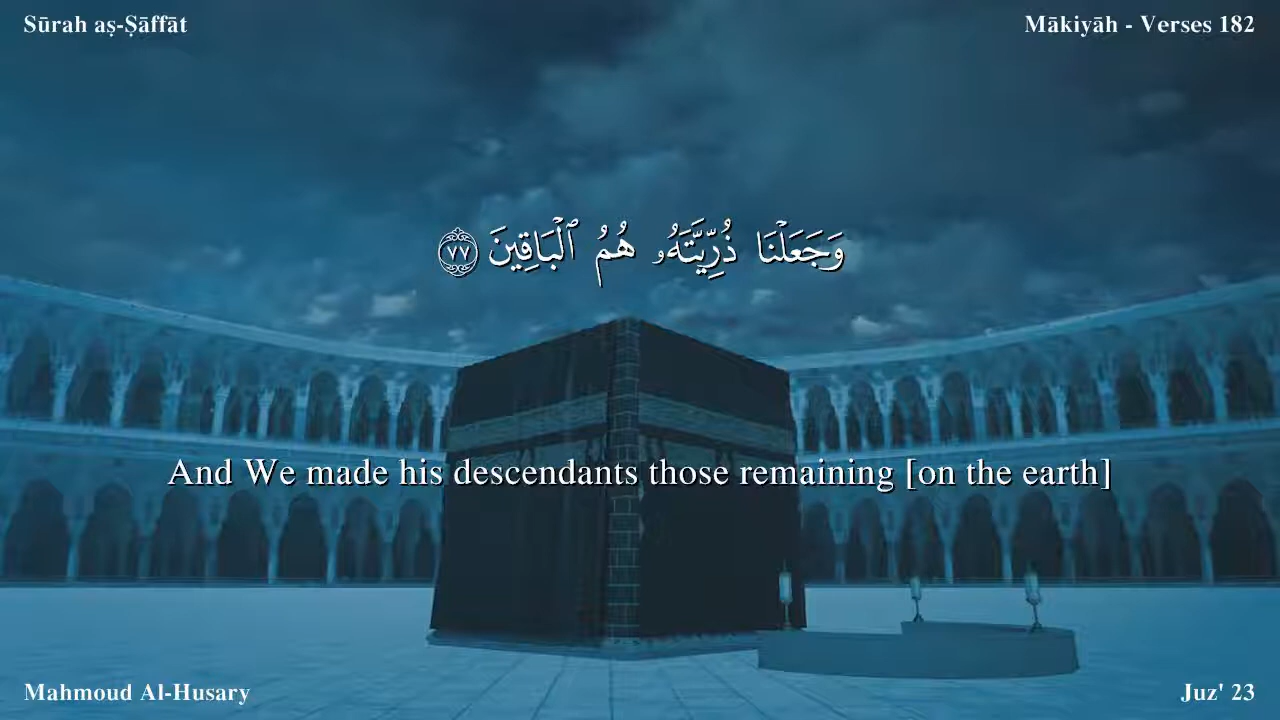 Sūrah aṣ-Ṣāffāt
Mākiyāh - Verses 182
وَجَعَلْنَا ذُرِّيَّتَهُۥ هُمُ ٱلْبَاقِينَ ٧٧
And We made his descendants those remaining [on the earth]
Mahmoud Al-Husary
Juz' 23